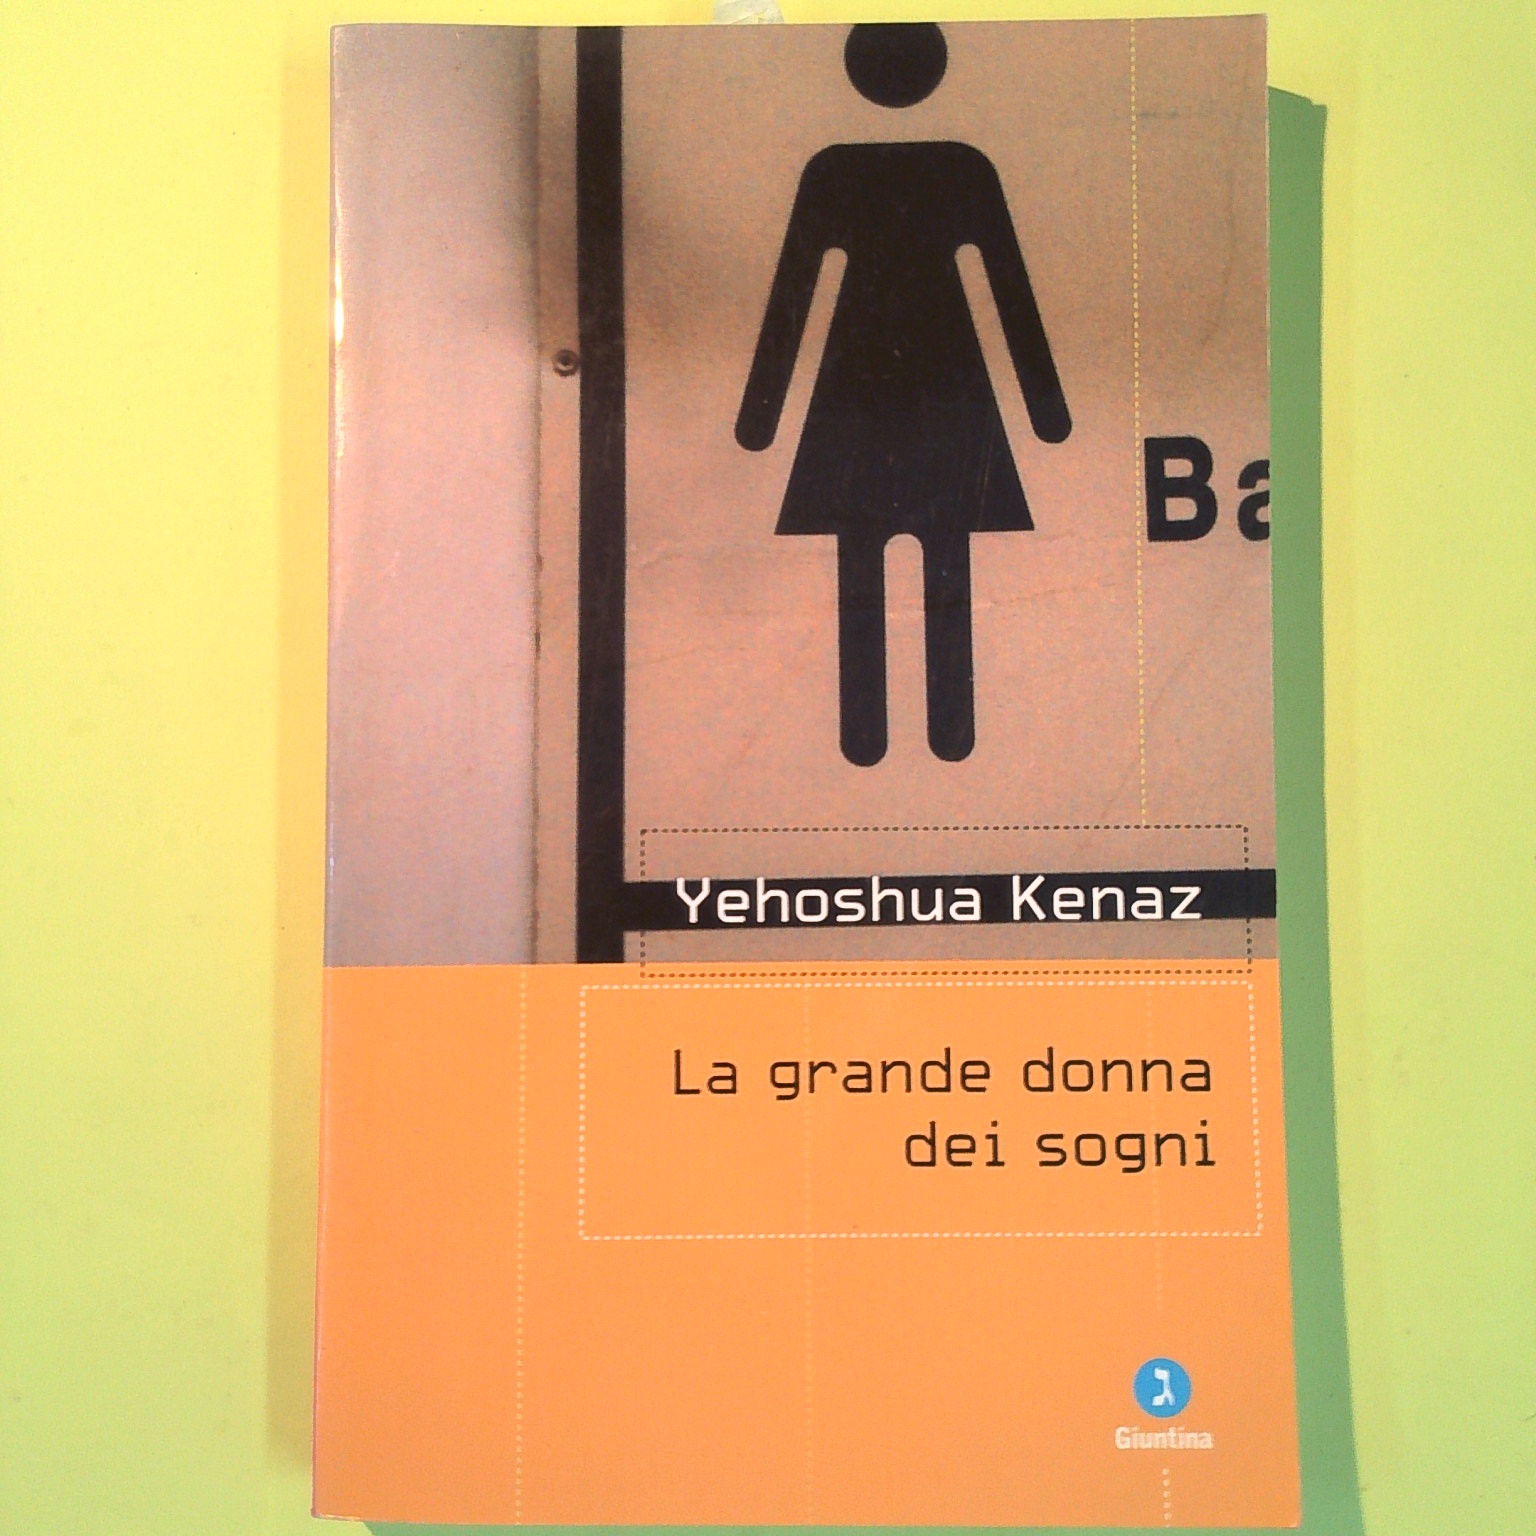 Ba
Yehoshua Kenaz
La grande donna
dei sogni
ג
Giuntina